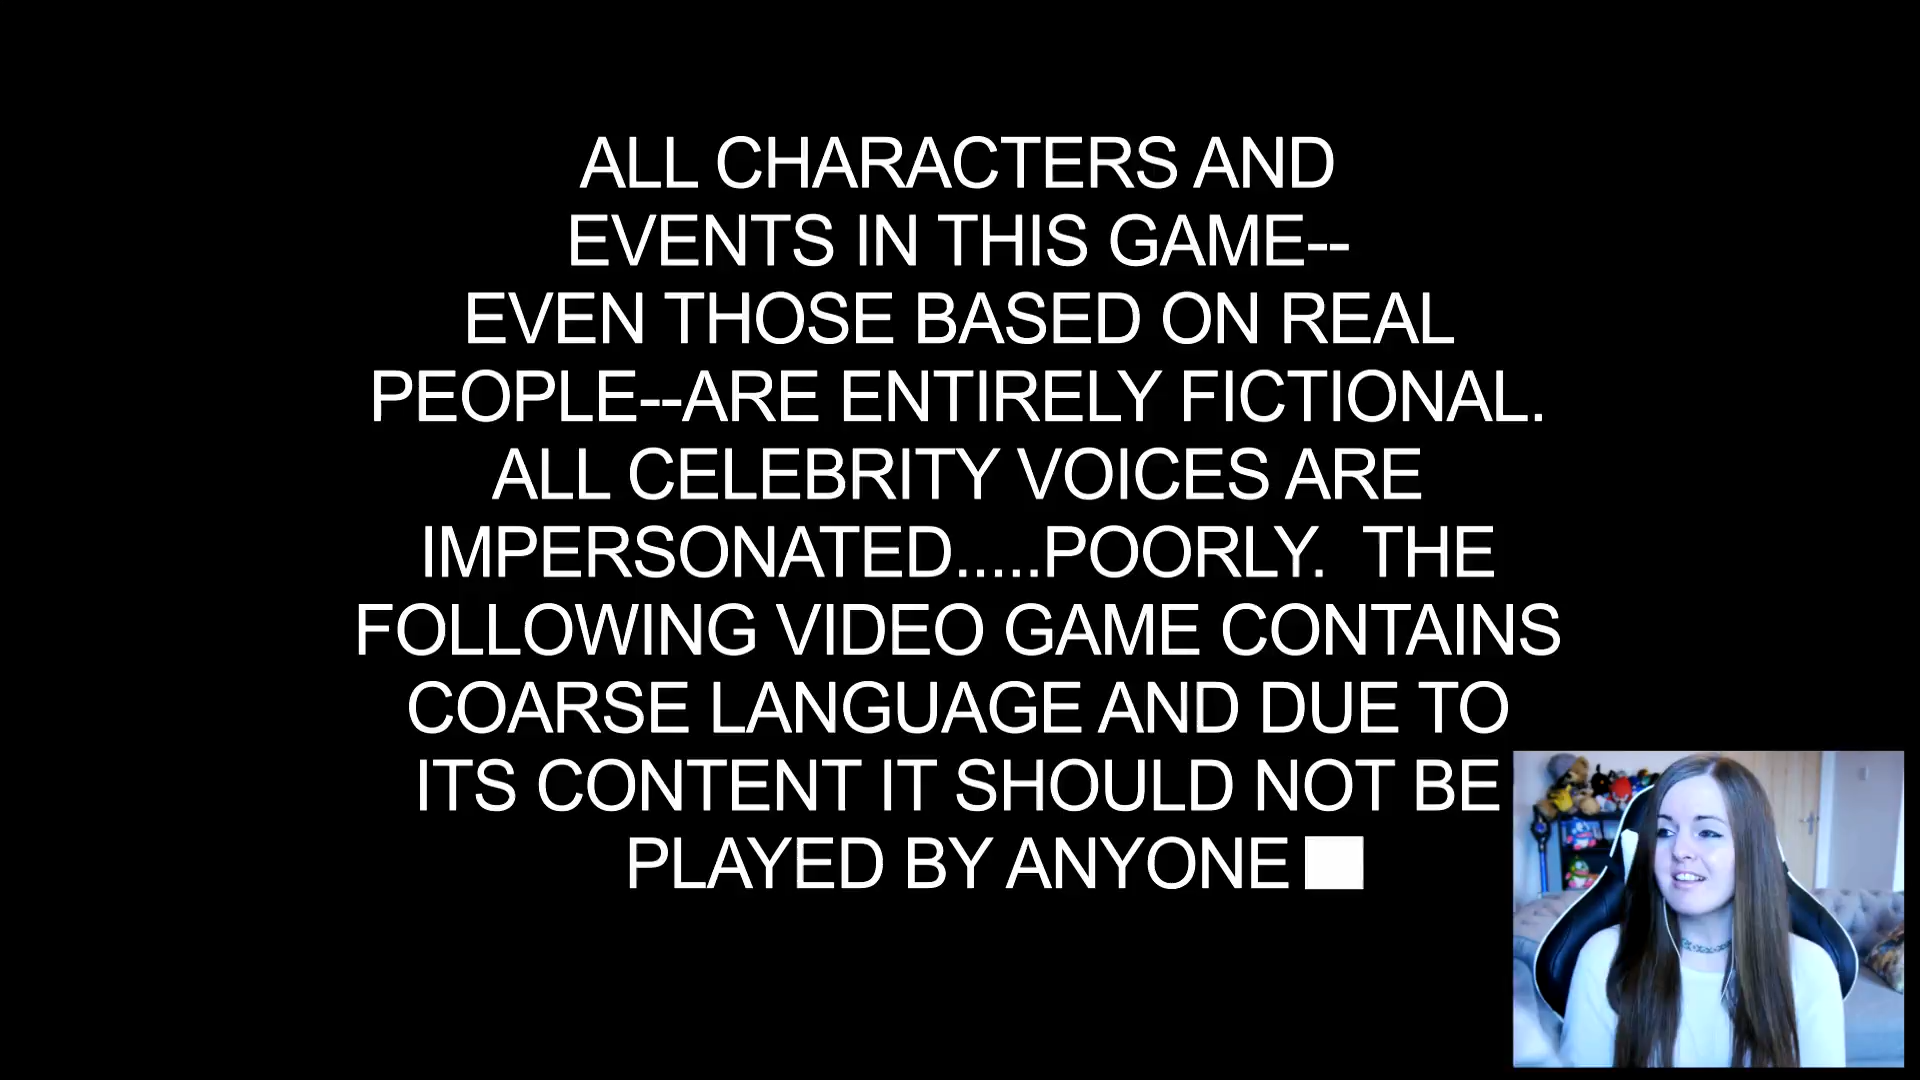 ALL CHARACTERS AND
EVENTS IN THIS GAME--
EVEN THOSE BASED ON REAL
PEOPLE--ARE ENTIRELY FICTIONAL.
ALL CELEBRITY VOICES ARE
IMPERSONATED.....POORLY. THE
FOLLOWING VIDEO GAME CONTAINS
COARSE LANGUAGE AND DUE TO
ITS CONTENT IT SHOULD NOT BE
PLAYED BY ANYONE